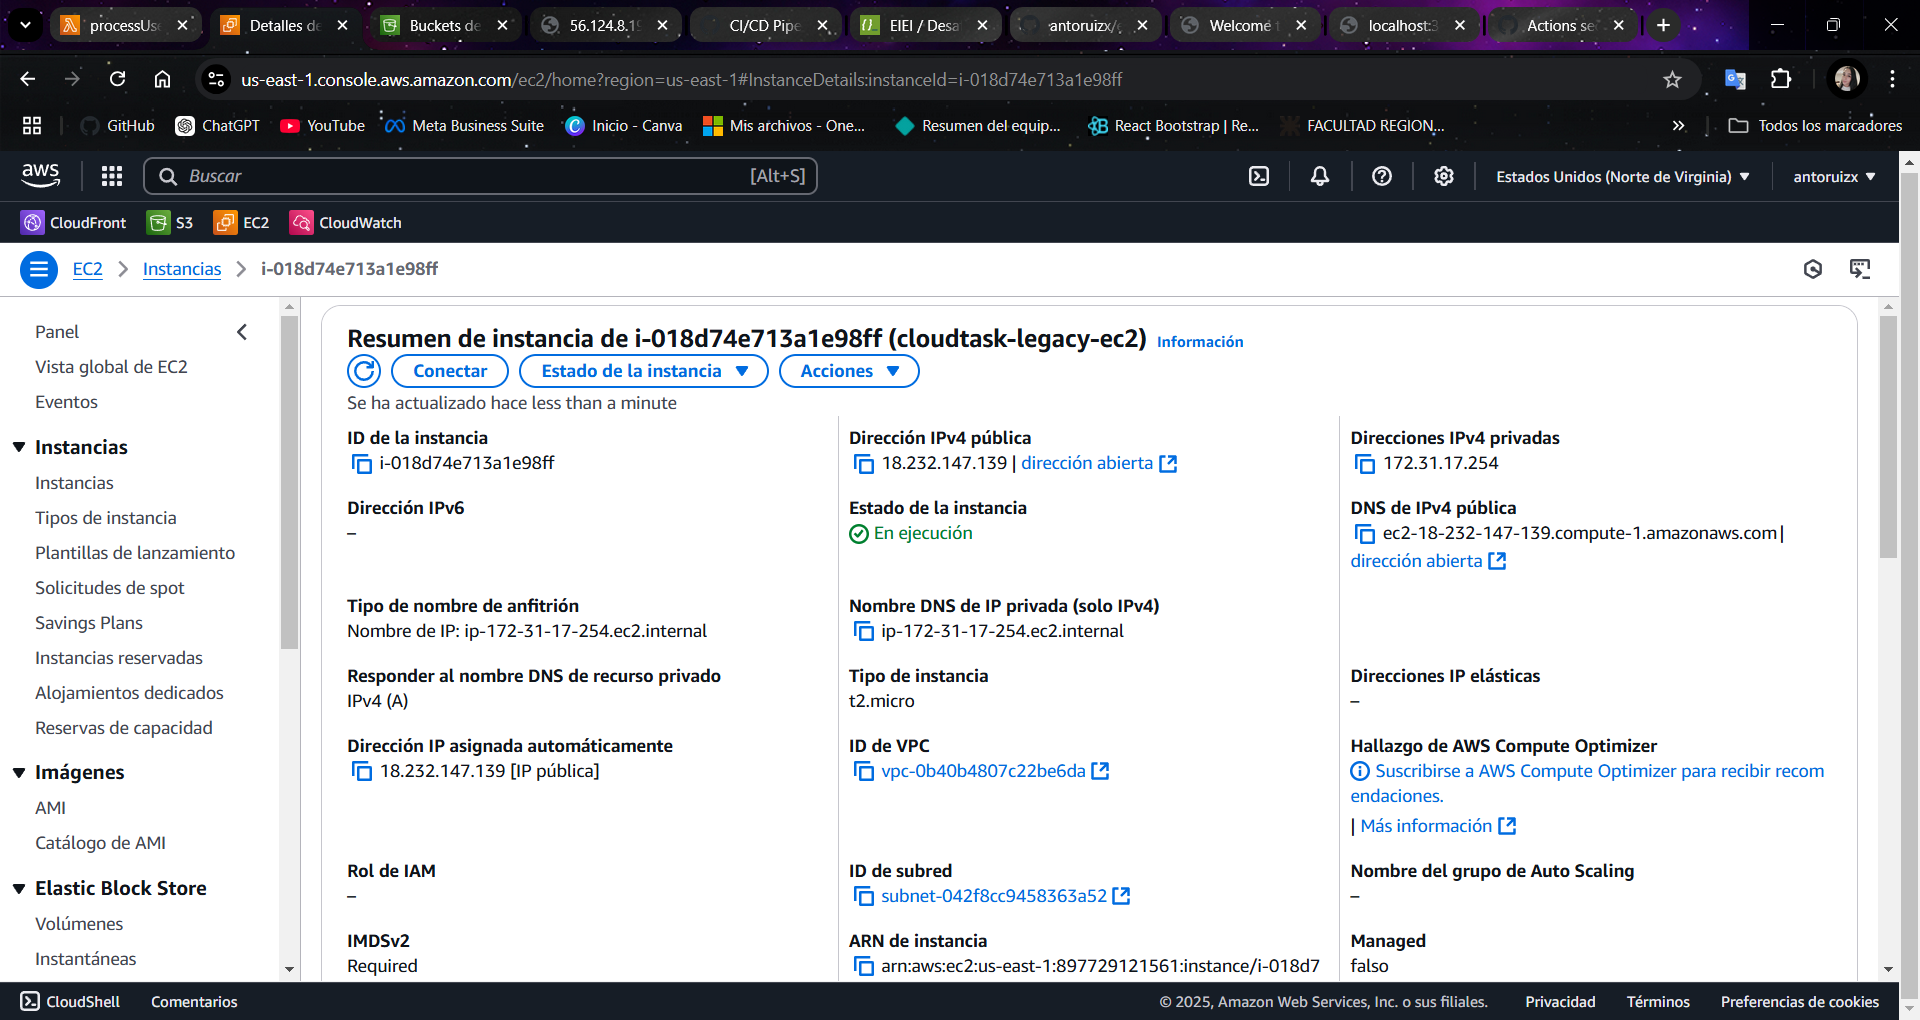 processUse
Detalles de
Buckets de
56.124.8.19
CI/CD Pipe
EIEI / Desa
antoruizx/
Welcome t
localhost:3
Actions se
us-east-1.console.aws.amazon.com/ec2/home?region=us-east-1#InstanceDetails:instanceId=i-018d74e713a1e98ff
GitHub
ChatGPT
YouTube
Meta Business Suite
Inicio - Canva
Mis archivos - One...
Resumen del equip...
React Bootstrap | Re...
FACULTAD REGION...
Todos los marcadores
aws
Buscar
[Alt+S]
Estados Unidos (Norte de Virginia)
antoruizx
CloudFront
S3
EC2
CloudWatch
EC2
Instancias
i-018d74e713a1e98ff
Panel
Vista global de EC2
Eventos
Instancias
Instancias
Tipos de instancia
Plantillas de lanzamiento
Solicitudes de spot
Savings Plans
Instancias reservadas
Alojamientos dedicados
Reservas de capacidad
Imágenes
AMI
Catálogo de AMI
Elastic Block Store
Volúmenes
Instantáneas
Resumen de instancia de i-018d74e713a1e98ff (cloudtask-legacy-ec2) Información
Conectar
Estado de la instancia
Acciones
Se ha actualizado hace less than a minute
ID de la instancia
i-018d74e713a1e98ff
Dirección IPv4 pública
18.232.147.139 | dirección abierta
Direcciones IPv4 privadas
172.31.17.254
Dirección IPv6
–
Estado de la instancia
En ejecución
DNS de IPv4 pública
ec2-18-232-147-139.compute-1.amazonaws.com |
dirección abierta
Tipo de nombre de anfitrión
Nombre de IP: ip-172-31-17-254.ec2.internal
Nombre DNS de IP privada (solo IPv4)
ip-172-31-17-254.ec2.internal
Responder al nombre DNS de recurso privado
IPv4 (A)
Tipo de instancia
t2.micro
Direcciones IP elásticas
–
Dirección IP asignada automáticamente
18.232.147.139 [IP pública]
ID de VPC
vpc-0b40b4807c22be6da
Hallazgo de AWS Compute Optimizer
Suscribirse a AWS Compute Optimizer para recibir recom
endaciones.
| Más información
Rol de IAM
–
ID de subred
subnet-042f8cc9458363a52
Nombre del grupo de Auto Scaling
–
IMDSv2
Required
ARN de instancia
arn:aws:ec2:us-east-1:897729121561:instance/i-018d7
Managed
falso
CloudShell
Comentarios
© 2025, Amazon Web Services, Inc. o sus filiales.
Privacidad
Términos
Preferencias de cookies